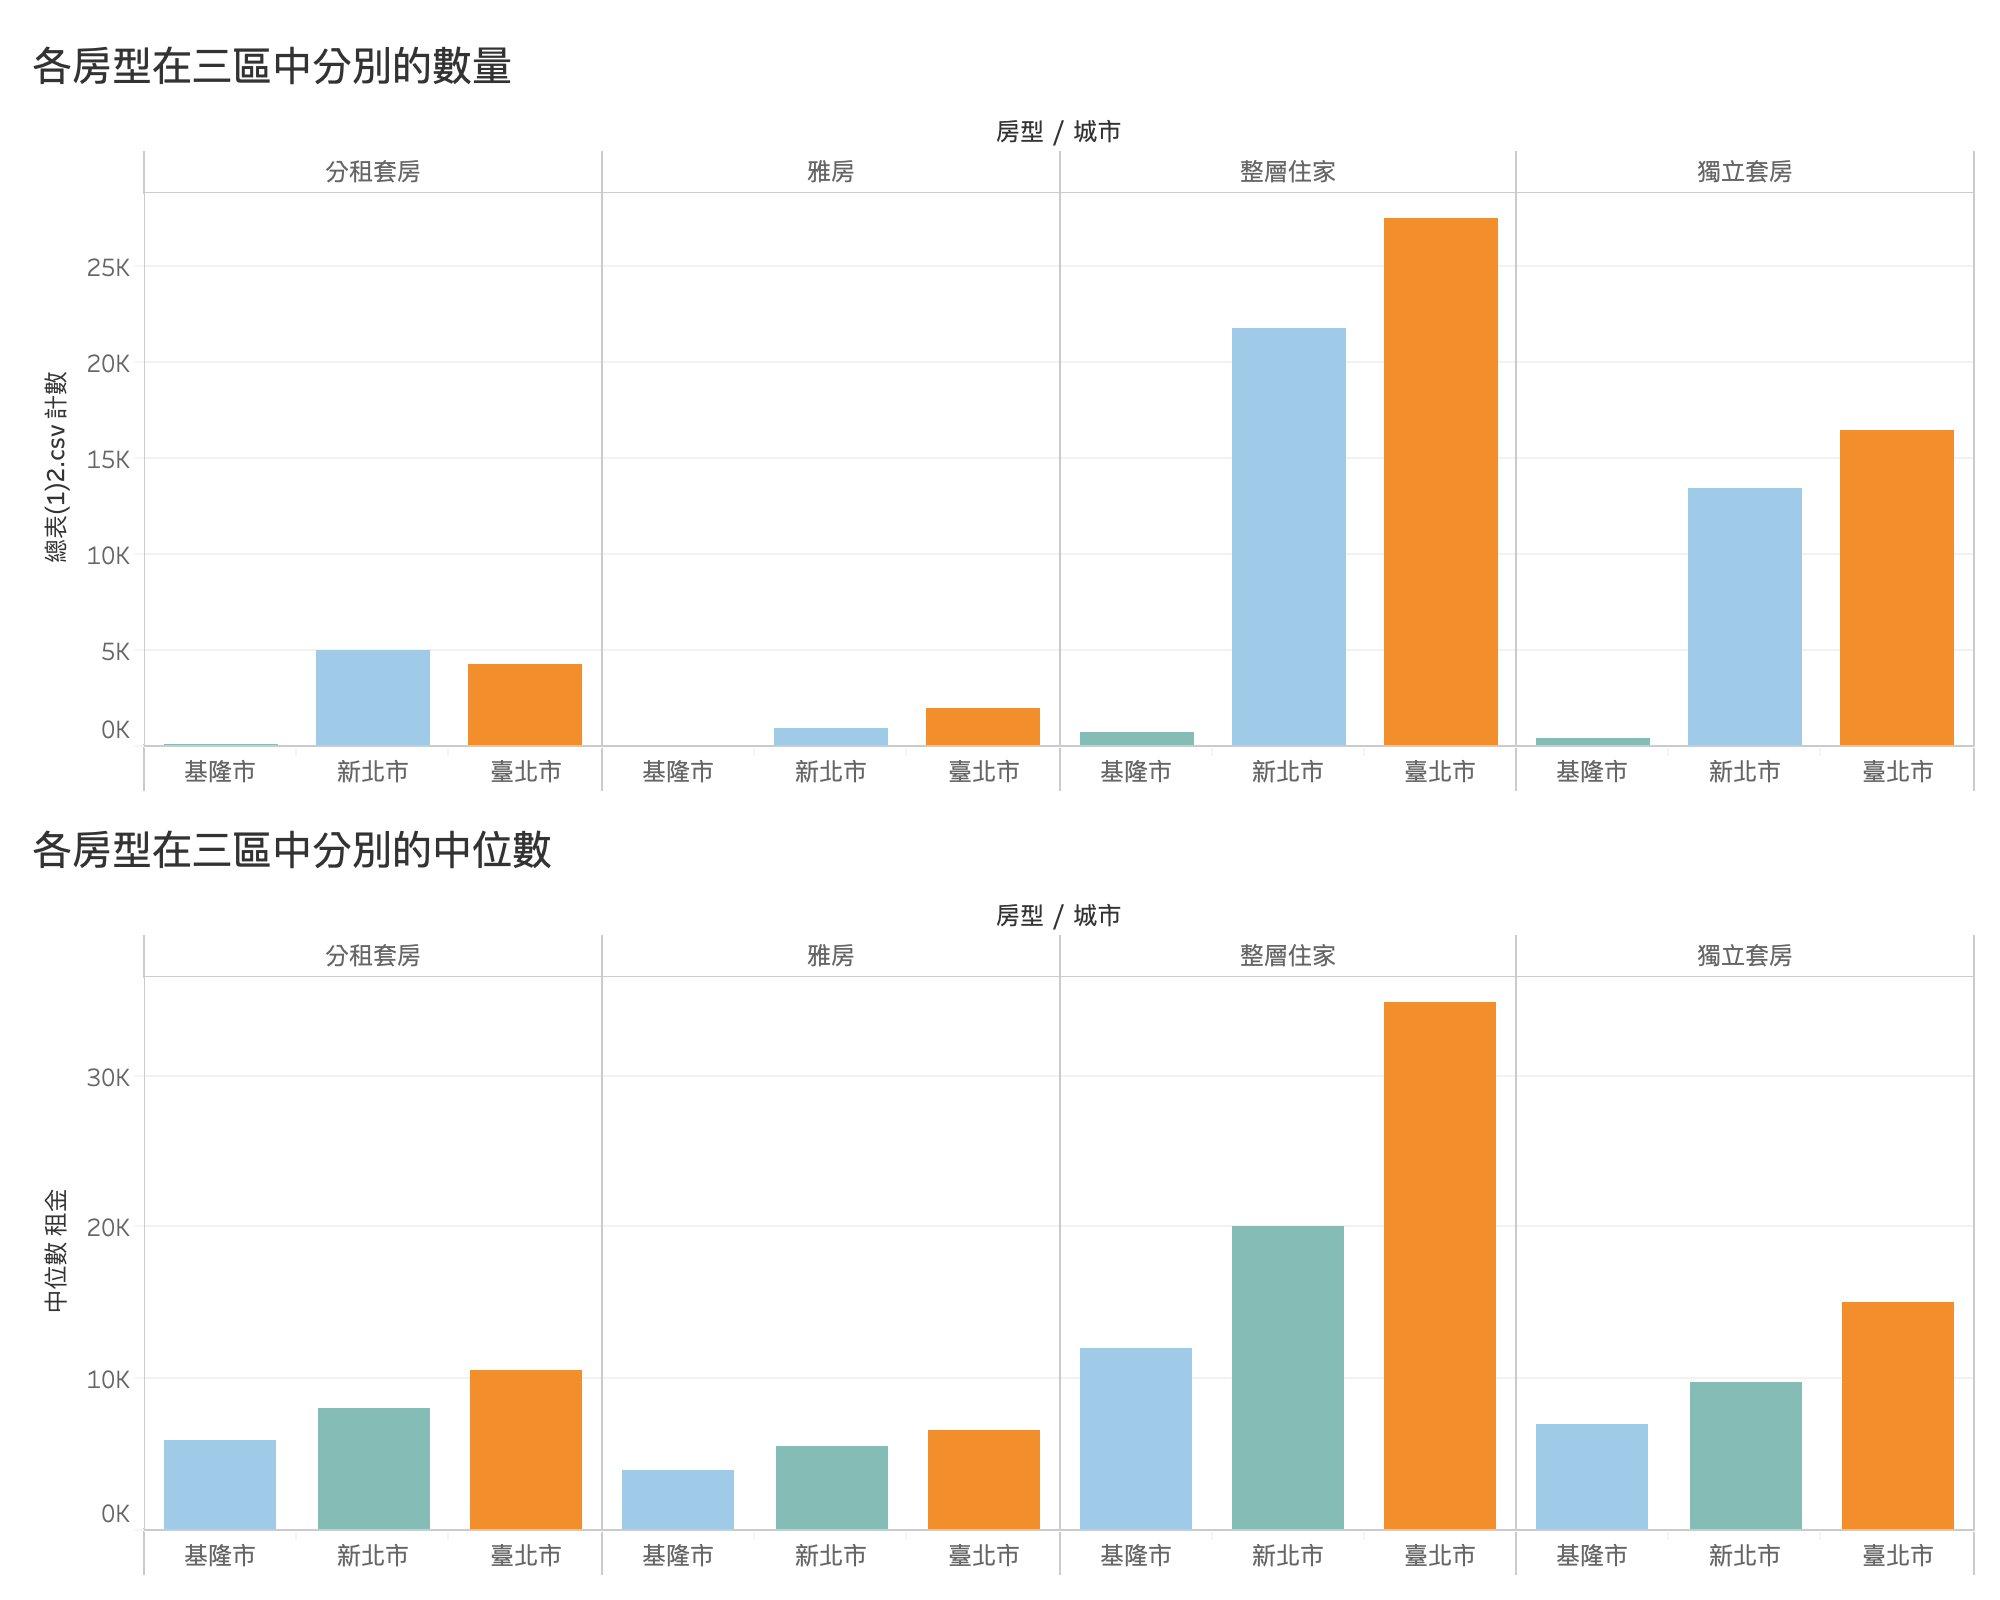 各房型在三區中分別的數量
房型 / 城市
分租套房 雅房 整層住家 獨立套房
總表(1)2.csv 計數
25K
20K
15K
10K
5K
0K
基隆市 新北市 臺北市 基隆市 新北市 臺北市 基隆市 新北市 臺北市 基隆市 新北市 臺北市
各房型在三區中分別的中位數
房型 / 城市
分租套房 雅房 整層住家 獨立套房
中位數 租金
30K
20K
10K
0K
基隆市 新北市 臺北市 基隆市 新北市 臺北市 基隆市 新北市 臺北市 基隆市 新北市 臺北市